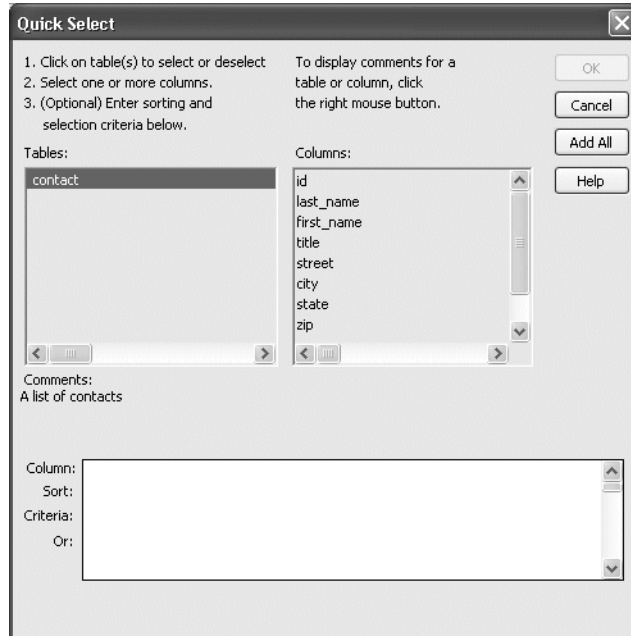 Quick Select
1. Click on table(s) to select or deselect
2. Select one or more columns.
3. (Optional) Enter sorting and
selection criteria below.
To display comments for a
table or column, click
the right mouse button.
OK
Cancel
Add All
Help
Tables:
contact
Columns:
id
last_name
first_name
title
street
city
state
zip
Comments:
A list of contacts
Column:
Sort:
Criteria:
Or: